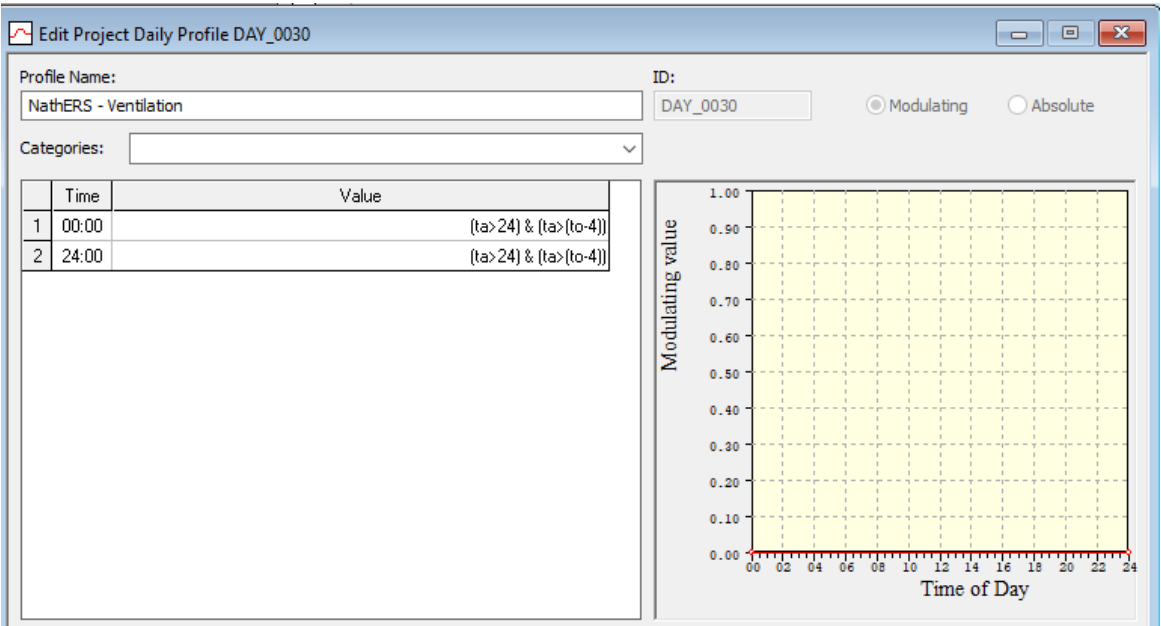 Edit Project Daily Profile DAY_0030
Profile Name:
ID:
NathERS - Ventilation
DAY_0030
Modulating
Absolute
Categories:
Time Value
1 00:00 (ta>24) & (ta>(to-4))
2 24:00 (ta>24) & (ta>(to-4))
Modulating value
1.00
0.90
0.80
0.70
0.60
0.50
0.40
0.30
0.20
0.10
0.00
00 02 04 06 08 10 12 14 16 18 20 22 24
Time of Day